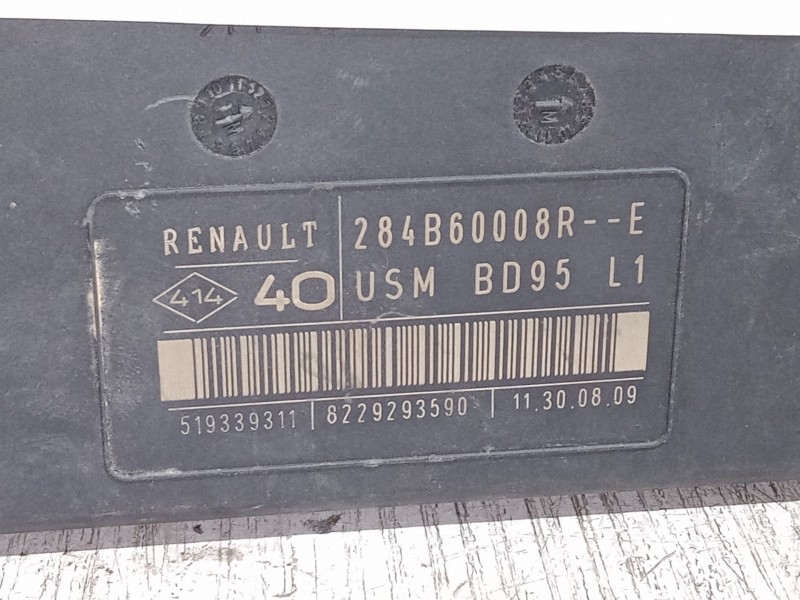 RENAULT 284B60008R--E
414 40 USM BD95 L1
519339311 8229293590 11.30.08.09